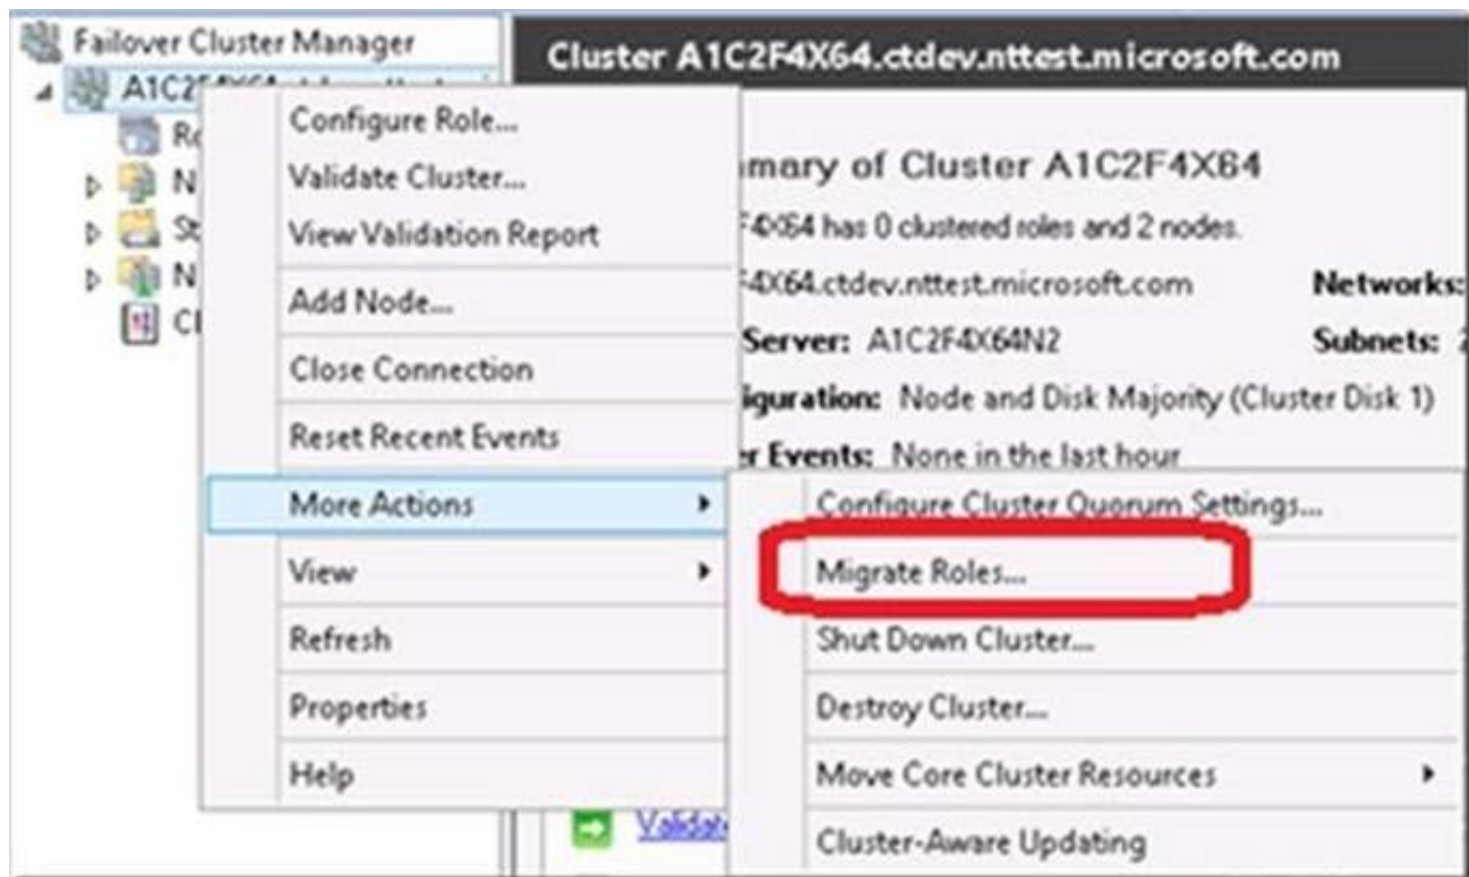 Failover Cluster Manager
Cluster A1C2F4X64.ctdev.nttest.microsoft.com
Configure Role...
Validate Cluster...
View Validation Report
Add Node...
Close Connection
Reset Recent Events
More Actions
View
Refresh
Properties
Help
mary of Cluster A1C2F4X64
F4X64 has 0 clustered roles and 2 nodes.
F4X64.ctdev.nttest.microsoft.com Networks:
Server: A1C2F4X64N2 Subnets:
iguration: Node and Disk Majority (Cluster Disk 1)
r Events: None in the last hour
Configure Cluster Quorum Settings...
Migrate Roles...
Shut Down Cluster...
Destroy Cluster...
Move Core Cluster Resources
Cluster-Aware Updating